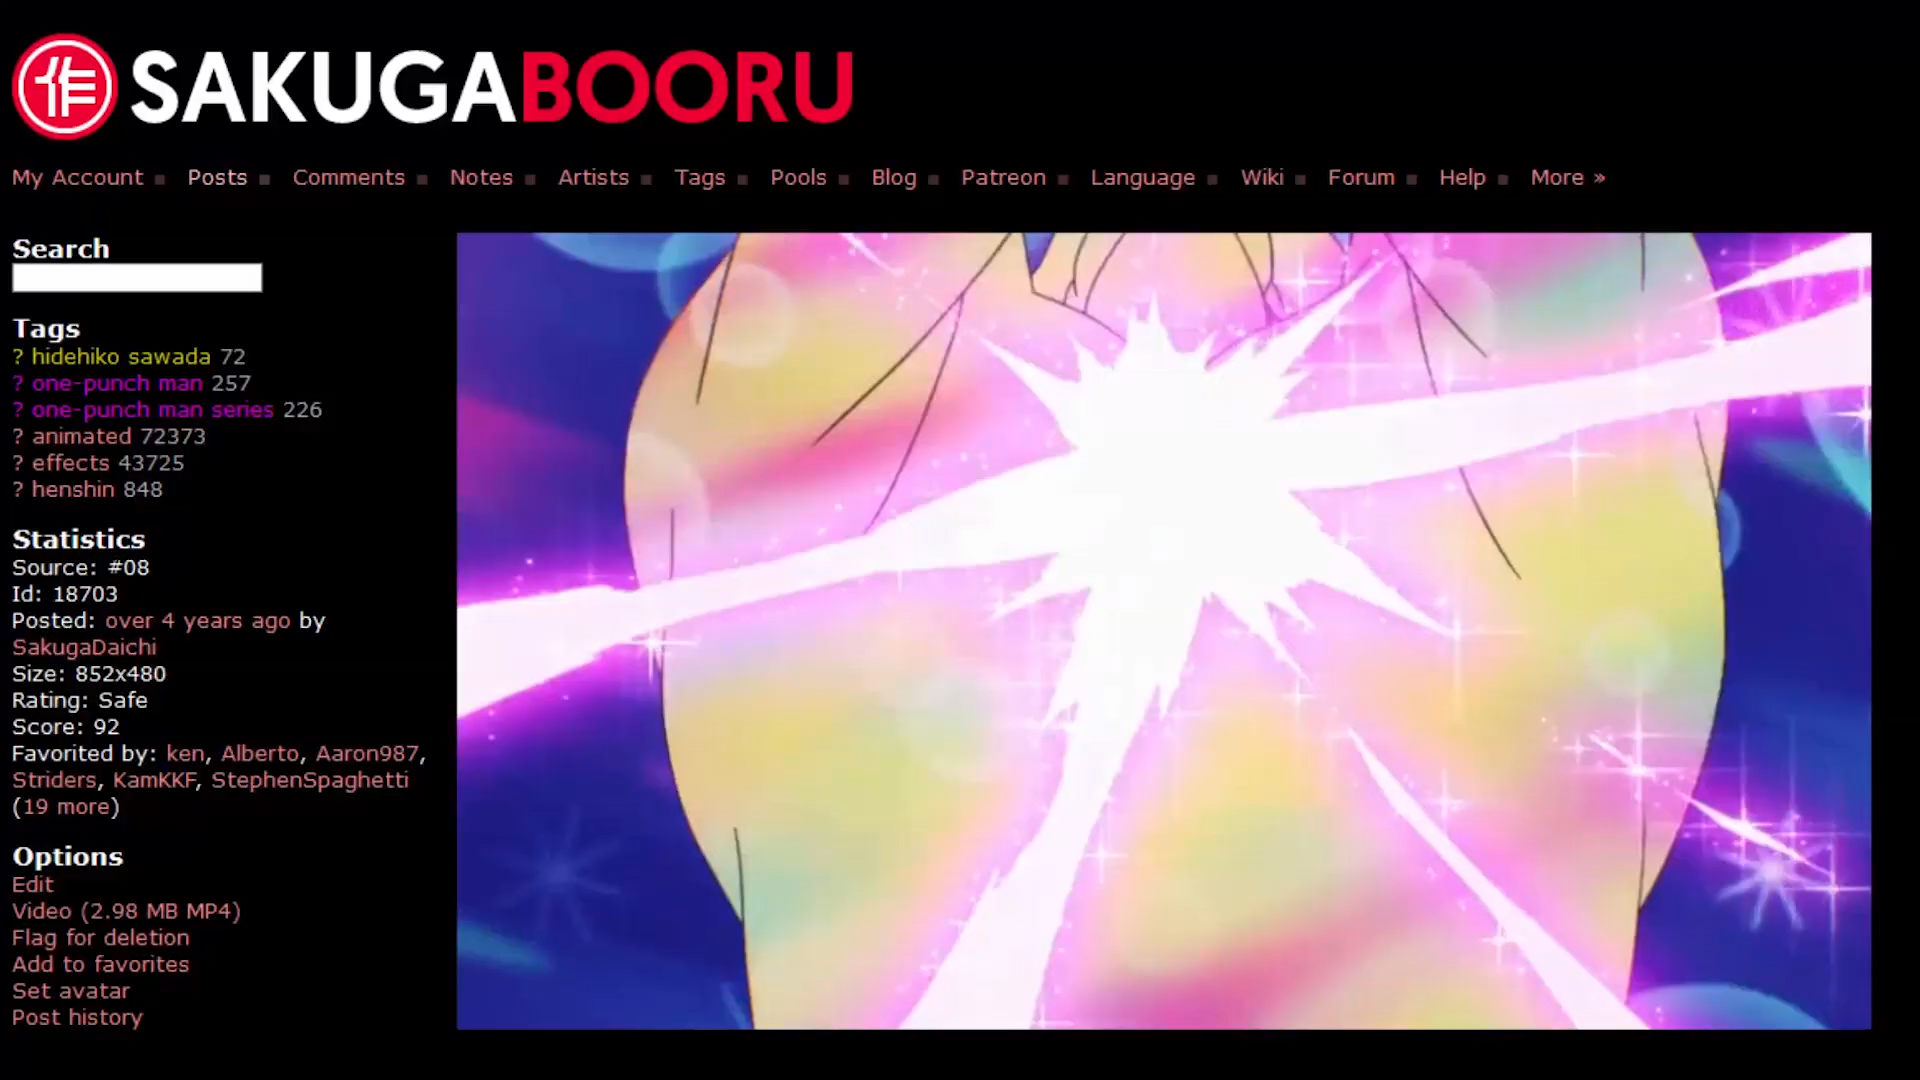 作 SAKUGABOORU
My Account Posts Comments Notes Artists Tags Pools Blog Patreon Language Wiki Forum Help More »
Search
Tags
? hidehiko sawada 72
? one-punch man 257
? one-punch man series 226
? animated 72373
? effects 43725
? henshin 848
Statistics
Source: #08
Id: 18703
Posted: over 4 years ago by
SakugaDaichi
Size: 852x480
Rating: Safe
Score: 92
Favorited by: ken, Alberto, Aaron987,
Striders, KamKKF, StephenSpaghetti
(19 more)
Options
Edit
Video (2.98 MB MP4)
Flag for deletion
Add to favorites
Set avatar
Post history